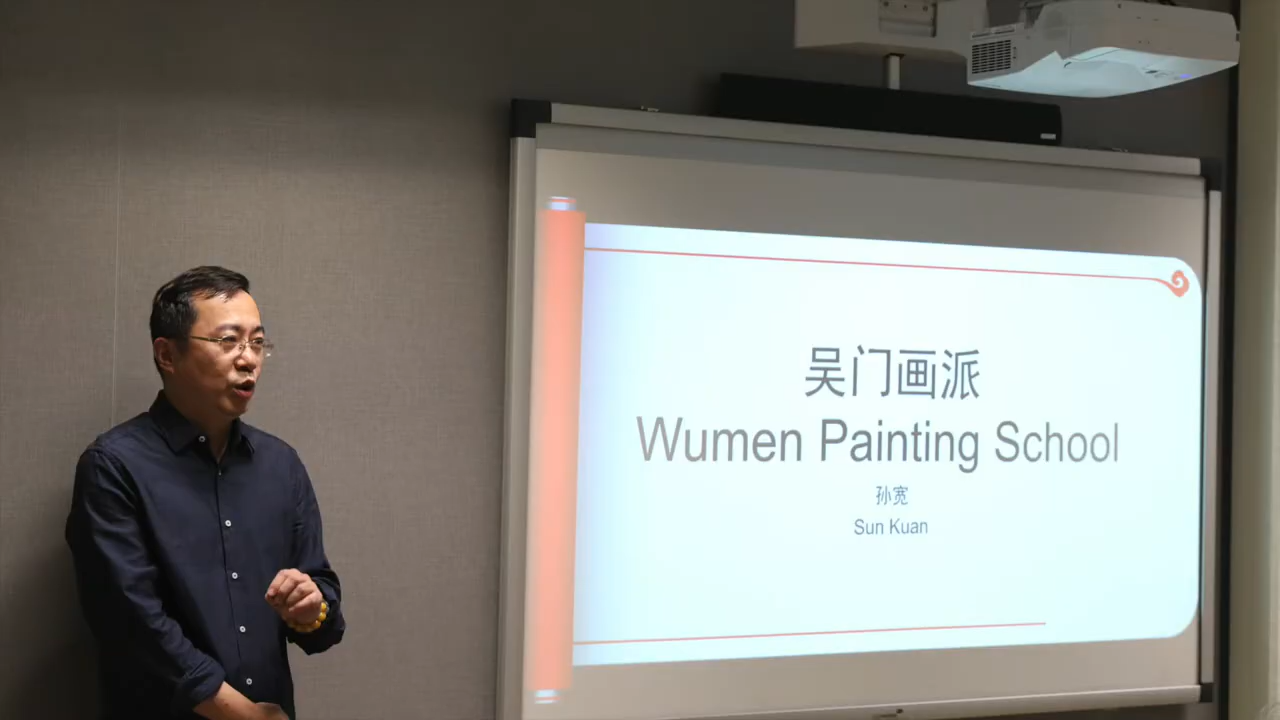 吴门画派
Wumen Painting School
孙宽
Sun Kuan